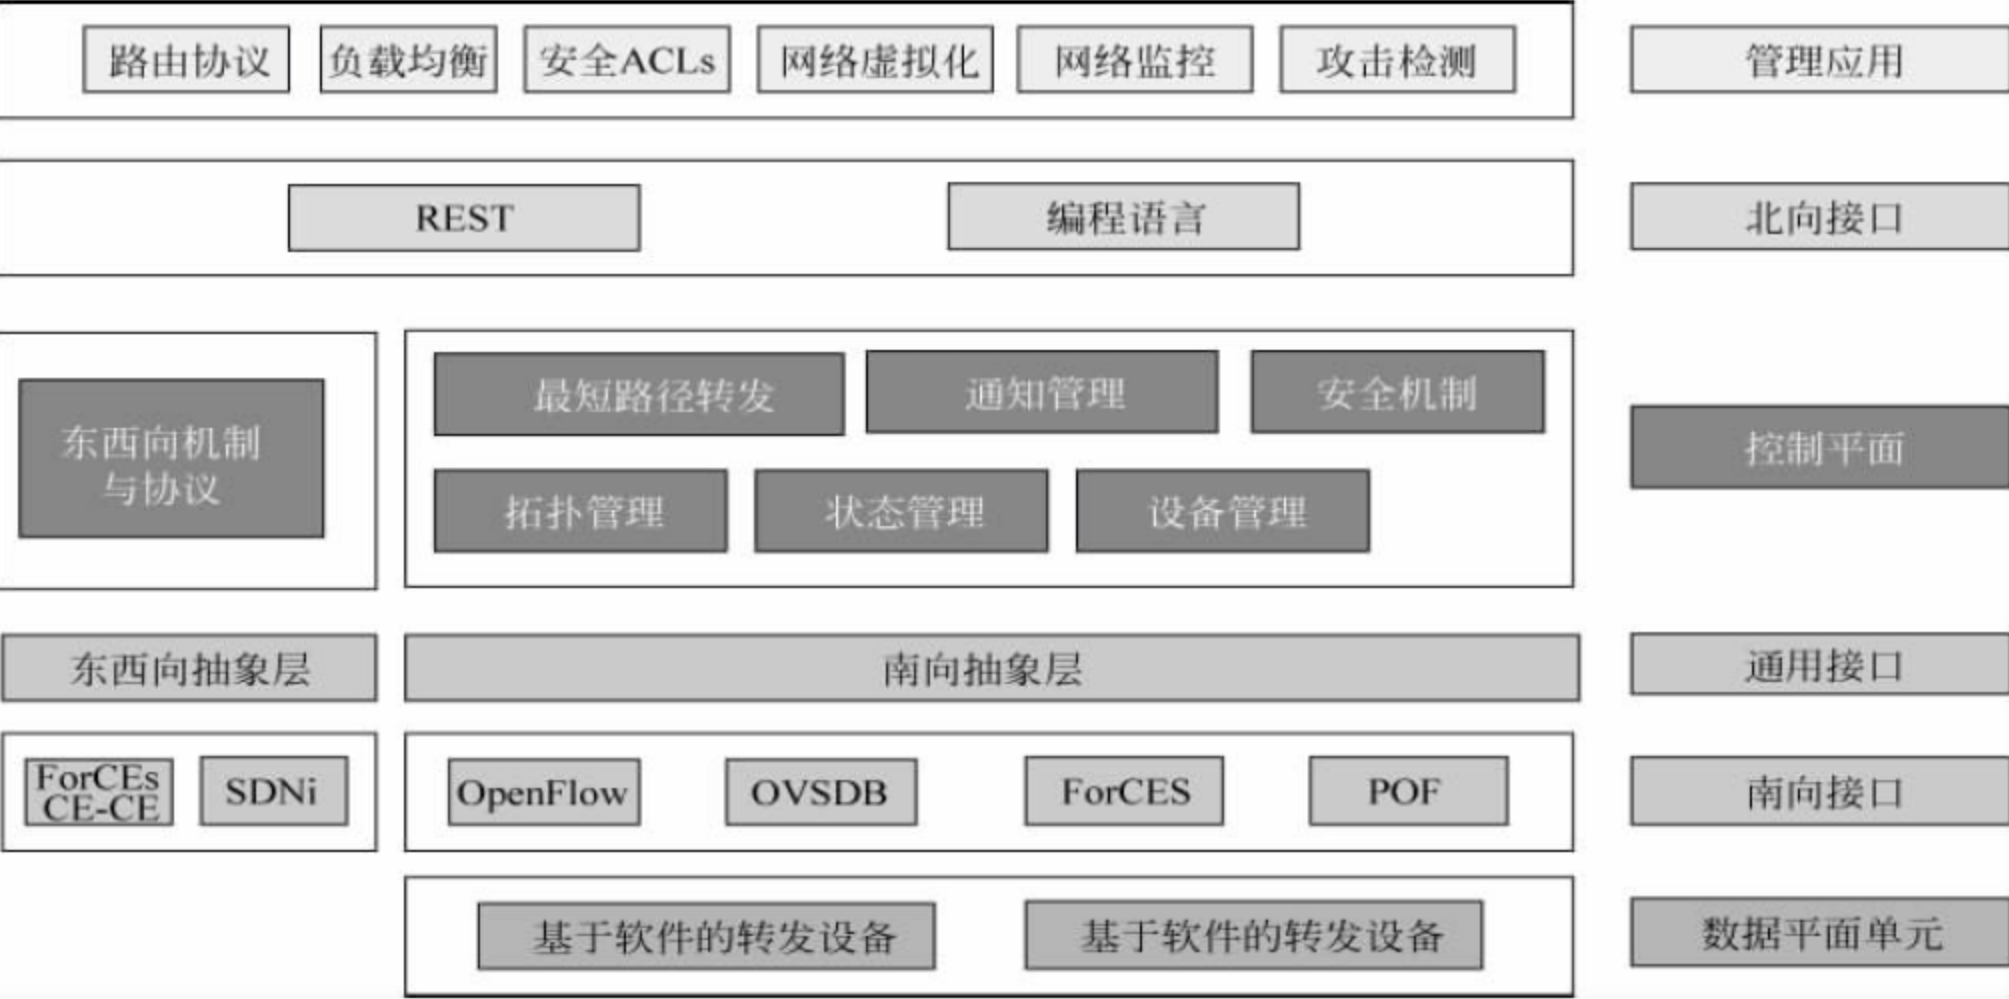 路由协议 负载均衡 安全ACLs 网络虚拟化 网络监控 攻击检测 管理应用
REST 编程语言 北向接口
最短路径转发 通知管理 安全机制
东西向机制
与协议
控制平面
拓扑管理 状态管理 设备管理
东西向抽象层 南向抽象层 通用接口
ForCEs
CE-CE
SDNi OpenFlow OVSDB ForCES POF 南向接口
基于软件的转发设备 基于软件的转发设备 数据平面单元